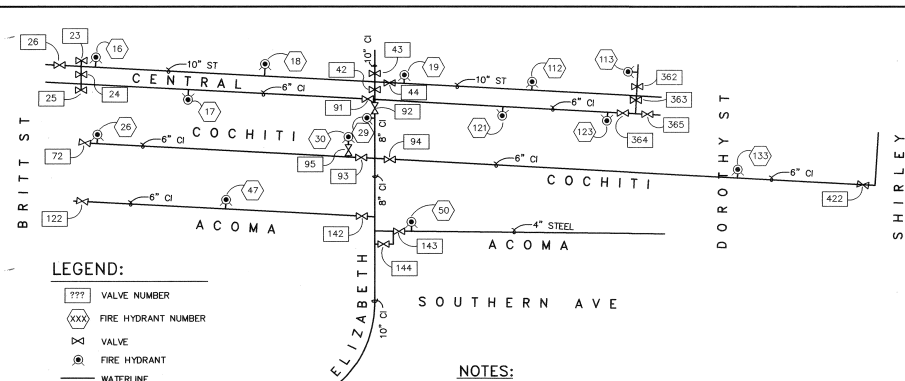 26
23
16
18
10" CI
43
19
112
113
362
10" ST
CENTRAL
42
44
10" ST
363
25
24
17
6" CI
91
92
6" CI
121
123
364
365
26
COCHITI
30
29
8" CI
72
6" CI
95
93
94
6" CI
COCHITI
133
6" CI
422
BRITT ST
DOROTHY ST
SHIRLEY
122
6" CI
47
ACOMA
142
8" CI
50
4" STEEL
143
ACOMA
144
LEGEND:
??? VALVE NUMBER
XXX FIRE HYDRANT NUMBER
VALVE
FIRE HYDRANT
WATERLINE
ELIZABETH
10" CI
SOUTHERN AVE
NOTES: